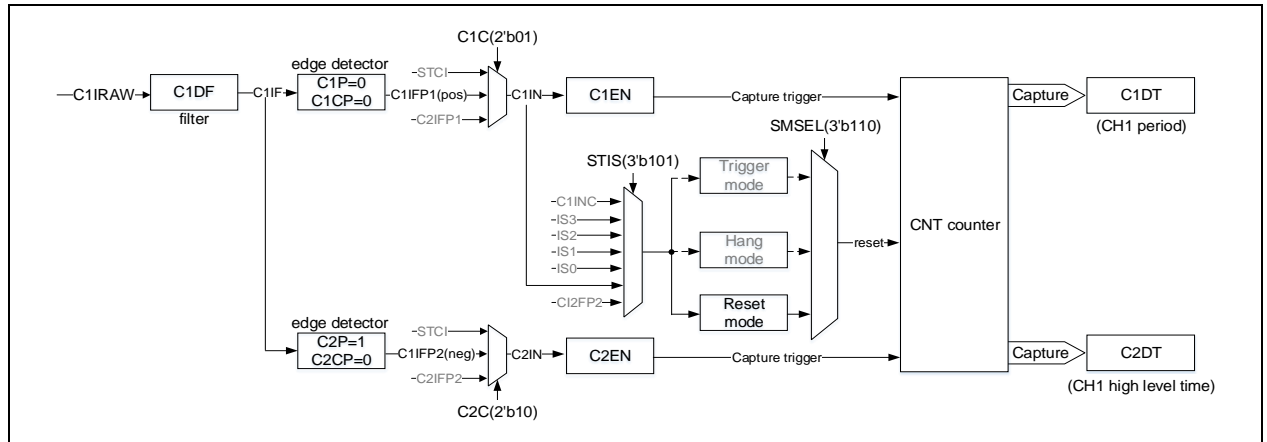 C1C(2'b01)
edge detector
C1IRAW
C1DF
filter
C1IF
C1P=0
C1CP=0
STCI
C1IFP1(pos)
C2IFP1
C1IN
C1EN
Capture trigger
Capture
C1DT
(CH1 period)
SMSEL(3'b110)
STIS(3'b101)
C1INC
IS3
IS2
IS1
IS0
CI2FP2
Trigger
mode
Hang
mode
Reset
mode
reset
CNT counter
edge detector
C2P=1
C2CP=0
STCI
C1IFP2(neg)
C2IFP2
C2IN
C2EN
Capture trigger
Capture
C2DT
(CH1 high level time)
C2C(2'b10)